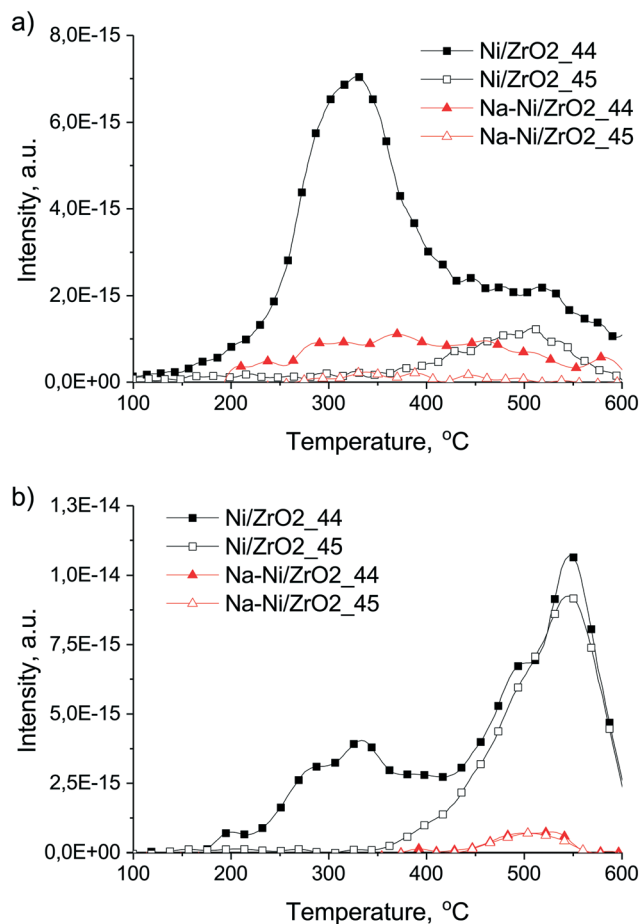 a)
8,0E-15
6,0E-15
4,0E-15
2,0E-15
0,0E+00
Intensity, a.u.
Ni/ZrO2_44
Ni/ZrO2_45
Na-Ni/ZrO2_44
Na-Ni/ZrO2_45
100 200 300 400 500 600
Temperature, °C
b)
1,3E-14
1,0E-14
7,5E-15
5,0E-15
2,5E-15
0,0E+00
Intensity, a.u.
Ni/ZrO2_44
Ni/ZrO2_45
Na-Ni/ZrO2_44
Na-Ni/ZrO2_45
100 200 300 400 500 600
Temperature, °C